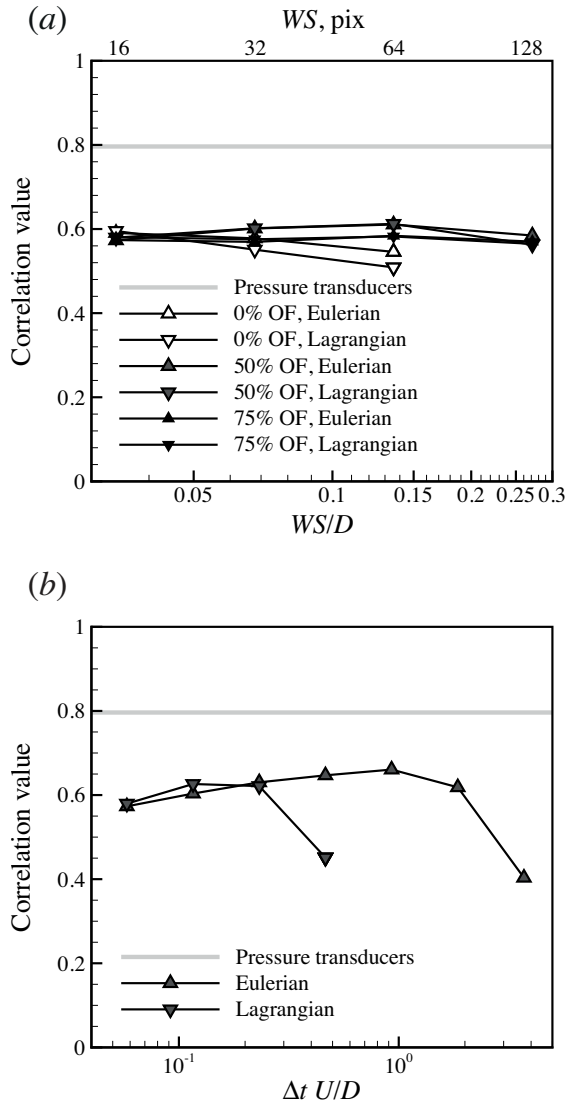 (a)
WS, pix
16 32 64 128
1
0.8
0.6
0.4
0.2
0
Correlation value
Pressure transducers
0% OF, Eulerian
0% OF, Lagrangian
50% OF, Eulerian
50% OF, Lagrangian
75% OF, Eulerian
75% OF, Lagrangian
0.05 0.1 0.15 0.2 0.25 0.3
WS/D
(b)
1
0.8
0.6
0.4
0.2
0
Correlation value
Pressure transducers
Eulerian
Lagrangian
10⁻¹ 10⁰
Δt U/D